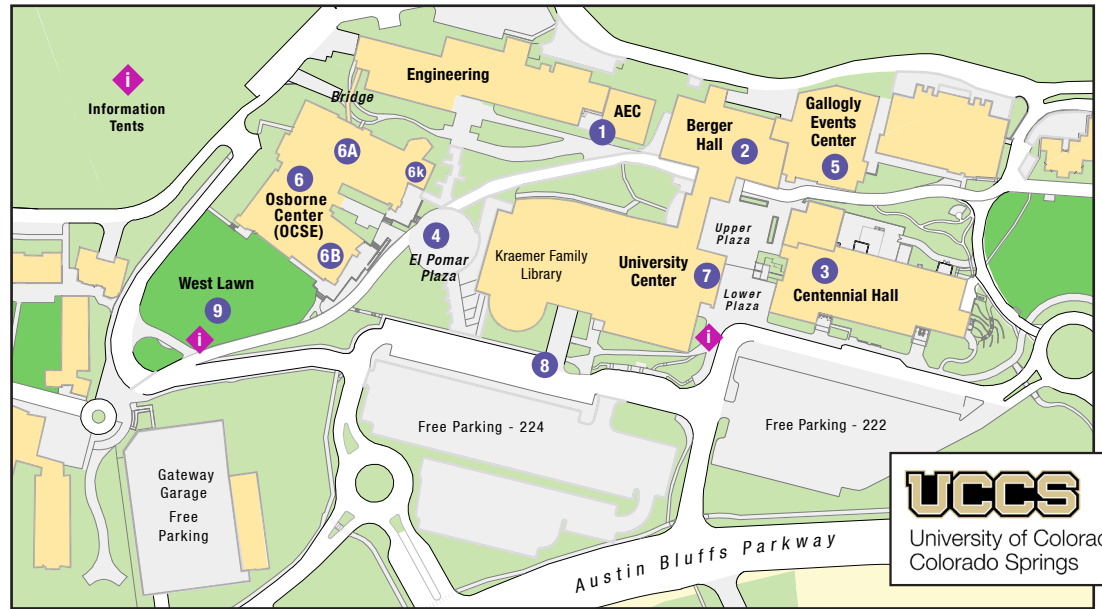 Engineering
Bridge
AEC
1
Berger
Hall
2
Gallogly
Events
Center
5
i
Information
Tents
6A
6k
6
Osborne
Center
(OCSE)
6B
4
El Pomar
Plaza
Kraemer Family
Library
University
Center
7
Upper
Plaza
Lower
Plaza
3
Centennial Hall
West Lawn
9
i
i
8
Free Parking - 224
Free Parking - 222
Gateway
Garage
Free
Parking
Austin Bluffs Parkway
UCCS
University of Colorad
Colorado Springs